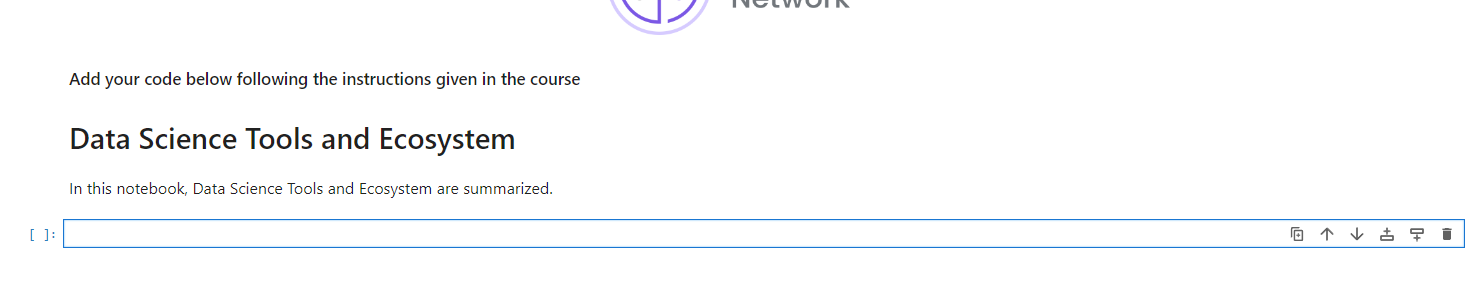 Network
Add your code below following the instructions given in the course
Data Science Tools and Ecosystem
In this notebook, Data Science Tools and Ecosystem are summarized.
[ ]: